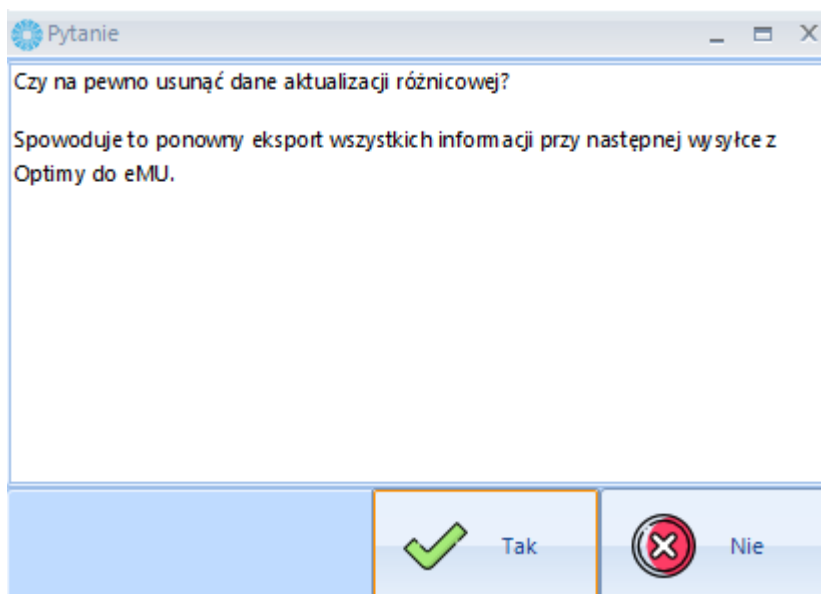 Pytanie
Czy na pewno usunąć dane aktualizacji różnicowej?
Spowoduje to ponowny eksport wszystkich informacji przy następnej wysyłce z
Optimy do eMU.
Tak
Nie